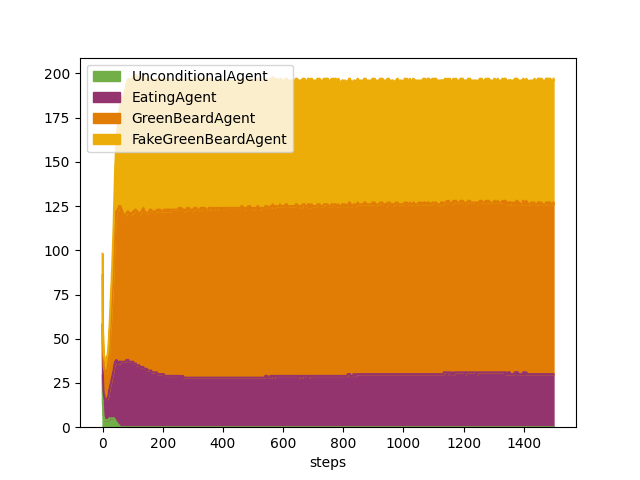 UnconditionalAgent
EatingAgent
GreenBeardAgent
FakeGreenBeardAgent
200
175
150
125
100
75
50
25
0
0 200 400 600 800 1000 1200 1400
steps